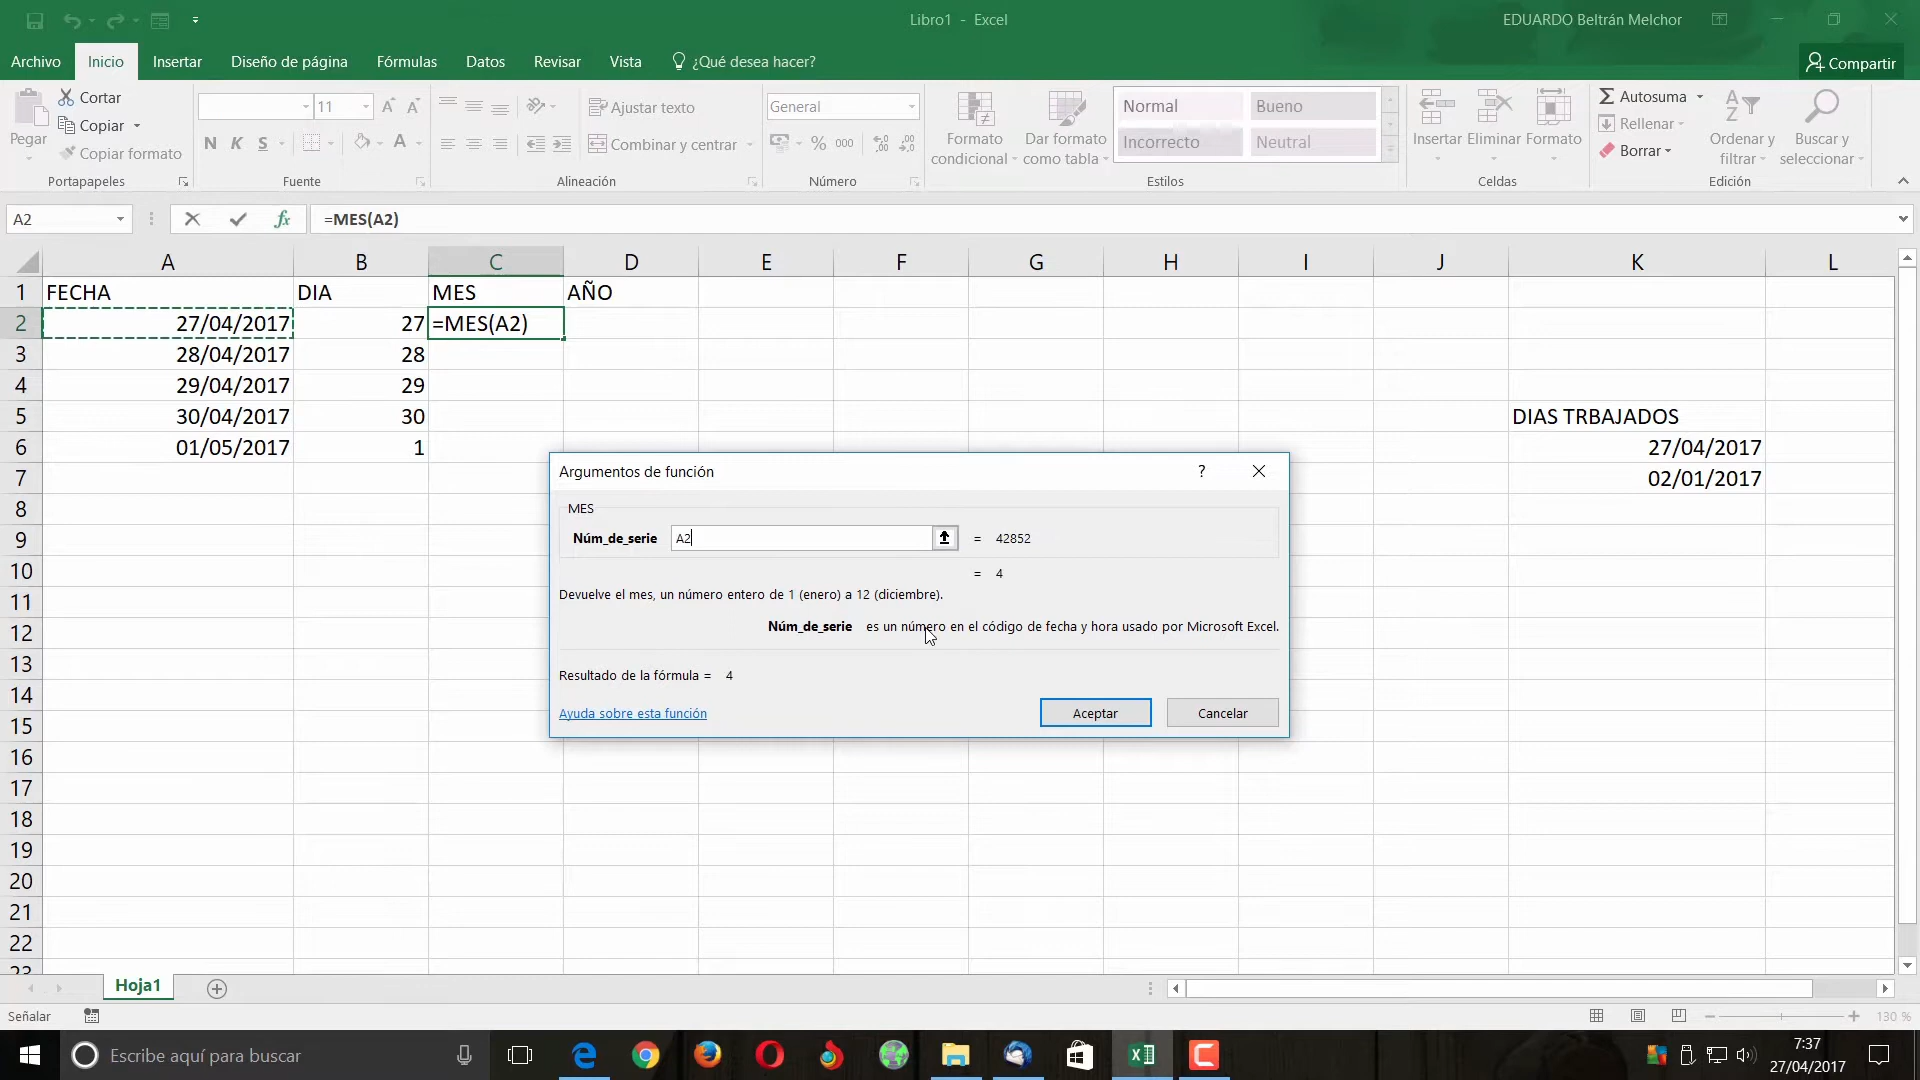 Libro1 - Excel
EDUARDO Beltrán Melchor
Archivo Inicio Insertar Diseño de página Fórmulas Datos Revisar Vista ¿Qué desea hacer? Compartir
Pegar
Cortar
Copiar
Copiar formato
Portapapeles
11
N K S
Fuente
Ajustar texto
Combinar y centrar
Alineación
General
% 000
Número
Formato condicional
Dar formato como tabla
Normal Bueno
Incorrecto Neutral
Estilos
Insertar Eliminar Formato
Celdas
Autosuma
Rellenar
Borrar
Ordenar y filtrar
Buscar y seleccionar
Edición
A2 fx =MES(A2)
A B C D E F G H I J K L
1 FECHA DIA MES AÑO
2 27/04/2017 27 =MES(A2)
3 28/04/2017 28
4 29/04/2017 29
5 30/04/2017 30 DIAS TRBAJADOS
6 01/05/2017 1 27/04/2017
7 02/01/2017
8
9
10
11
12
13
14
15
16
17
18
19
20
21
22
23
Argumentos de función ?
MES
Núm_de_serie A2 = 42852
= 4
Devuelve el mes, un número entero de 1 (enero) a 12 (diciembre).
Núm_de_serie es un número en el código de fecha y hora usado por Microsoft Excel.
Resultado de la fórmula = 4
Ayuda sobre esta función Aceptar Cancelar
Hoja1
Señalar 130 %
Escribe aquí para buscar
7:37
27/04/2017